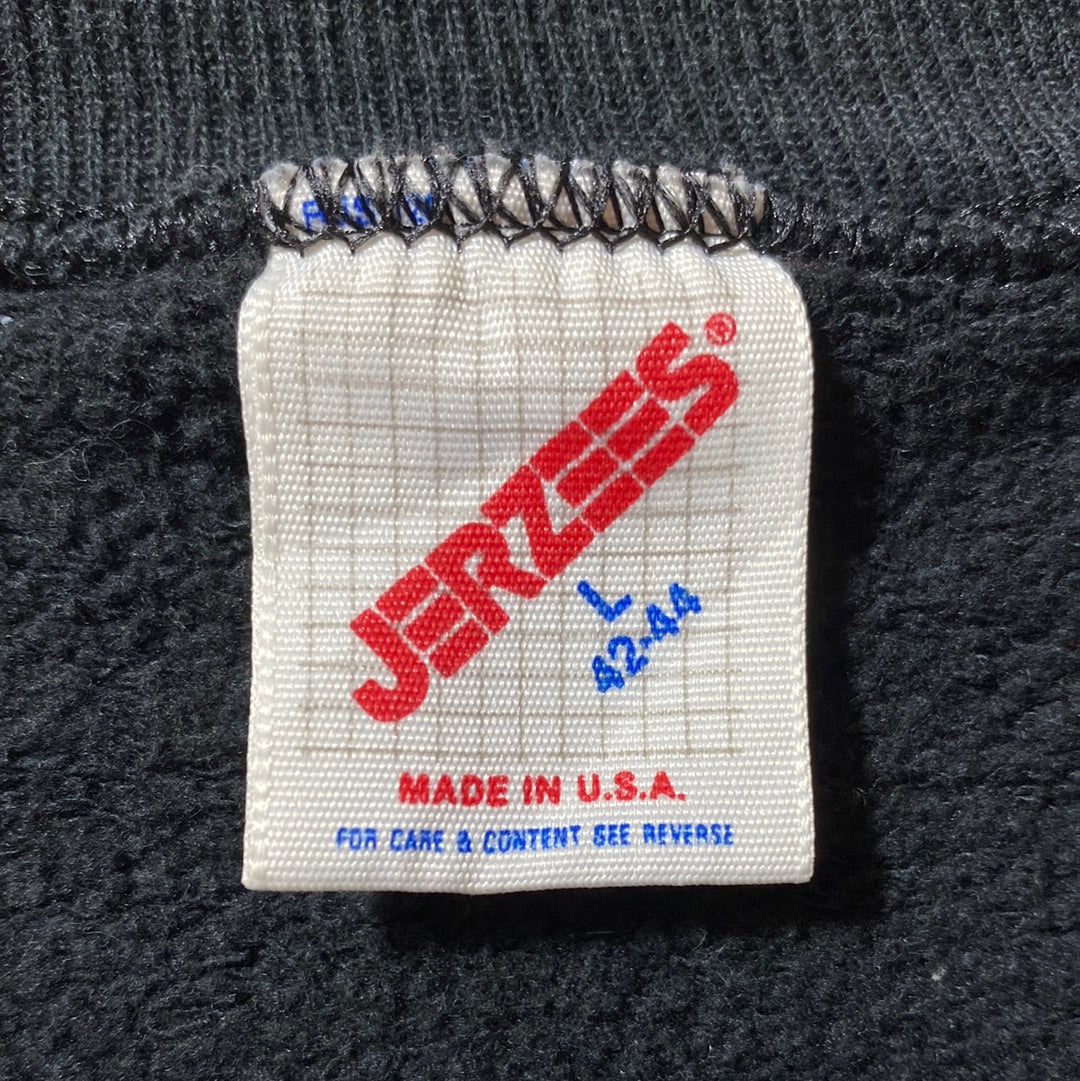 JERZEES®
L
42-44
MADE IN U.S.A.
FOR CARE & CONTENT SEE REVERSE